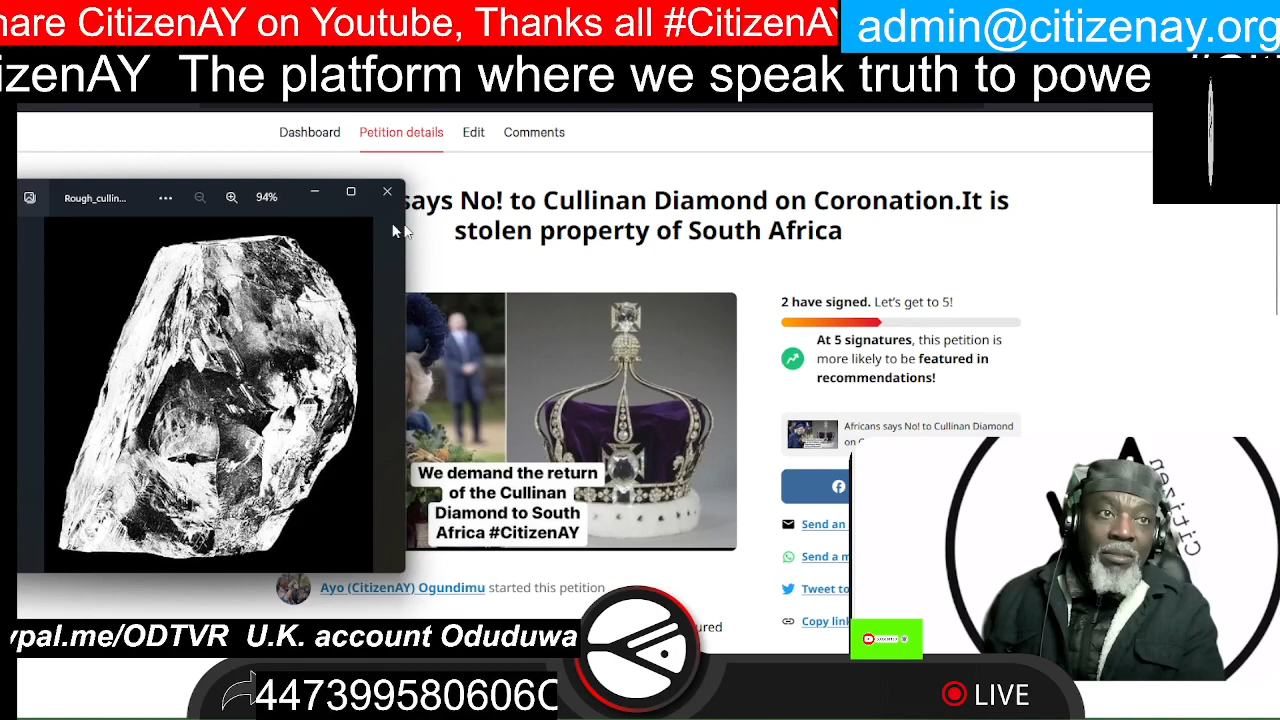 hare CitizenAY on Youtube, Thanks all #CitizenAY
admin@citizenay.org
izenAY The platform where we speak truth to powe
Dashboard Petition details Edit Comments
Rough_cullin... 94%
says No! to Cullinan Diamond on Coronation.It is
stolen property of South Africa
2 have signed. Let's get to 5!
At 5 signatures, this petition is
more likely to be featured in
recommendations!
We demand the return
of the Cullinan
Diamond to South
Africa #CitizenAY
Africans says No! to Cullinan Diamond
on C
Send an
Send a m
Tweet to
Copy link
Ayo (CitizenAY) Ogundimu started this petition
ured
ypal.me/ODTVR U.K. account Oduduwa
447399580606
LIVE
Citizen